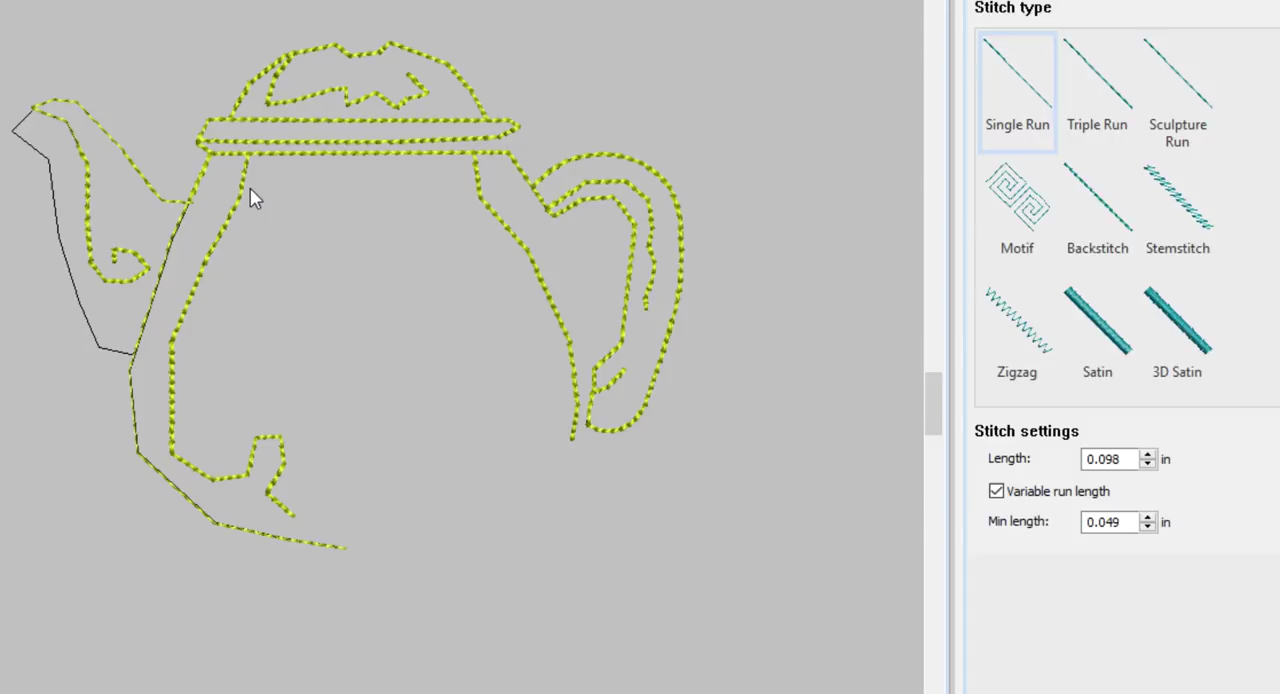 Stitch type
Single Run
Triple Run
Sculpture
Run
Motif
Backstitch
Stemstitch
Zigzag
Satin
3D Satin
Stitch settings
Length: 0.098 in
Variable run length
Min length: 0.049 in